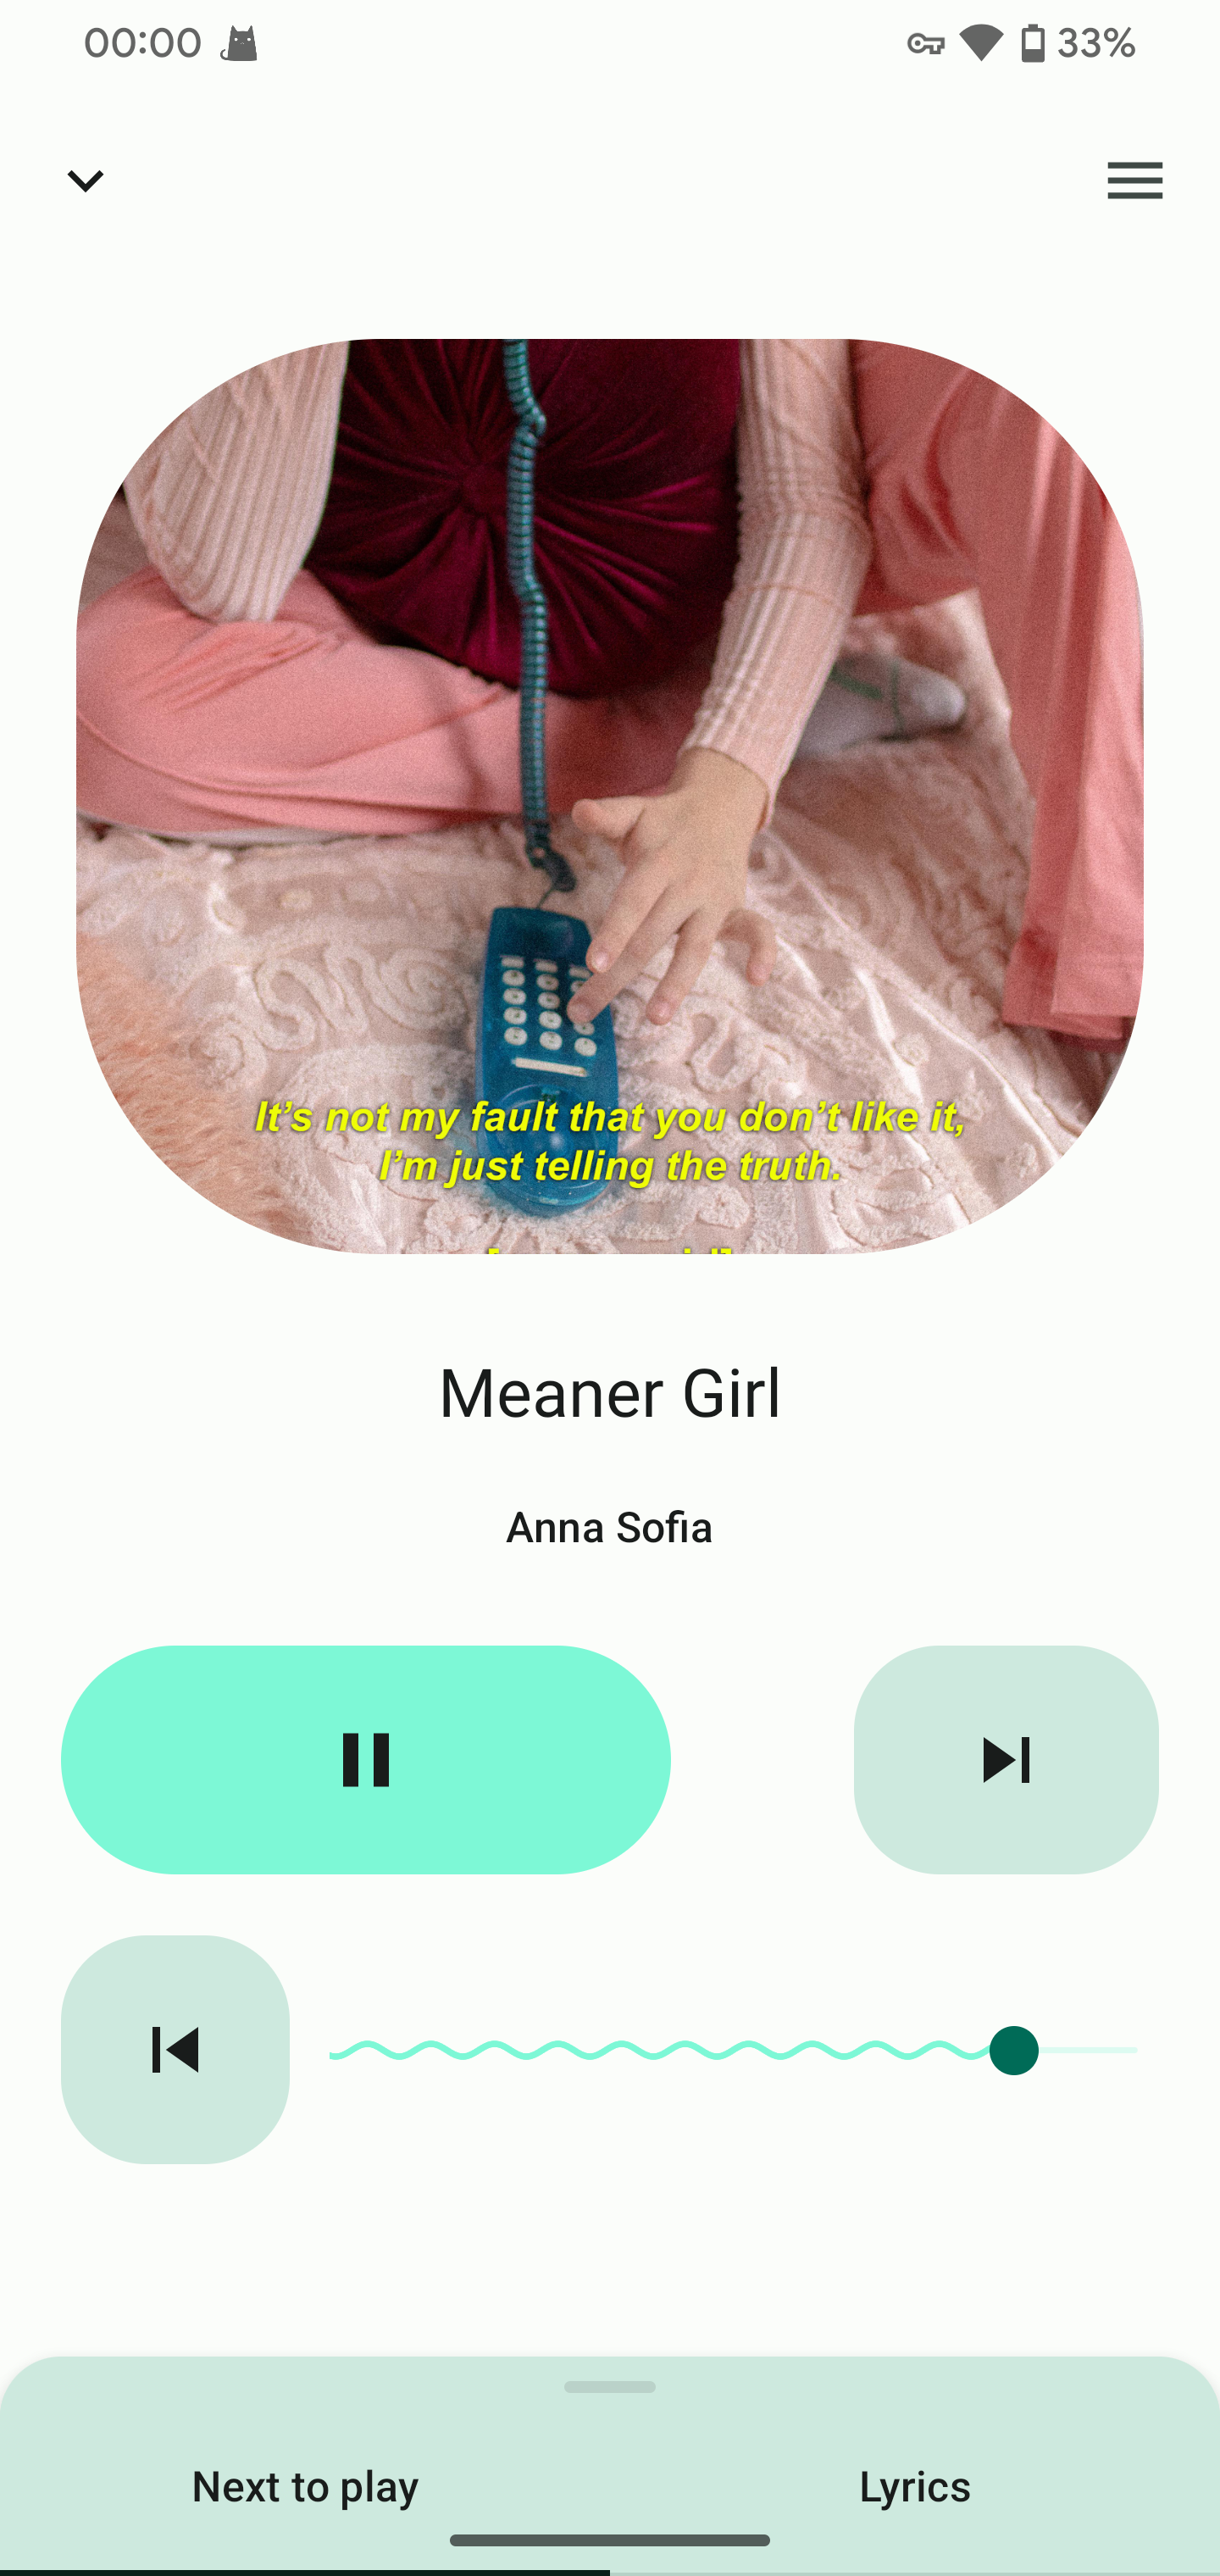 00:00 33%
It's not my fault that you don't like it,
I'm just telling the truth.
Meaner Girl
Anna Sofia
Next to play Lyrics